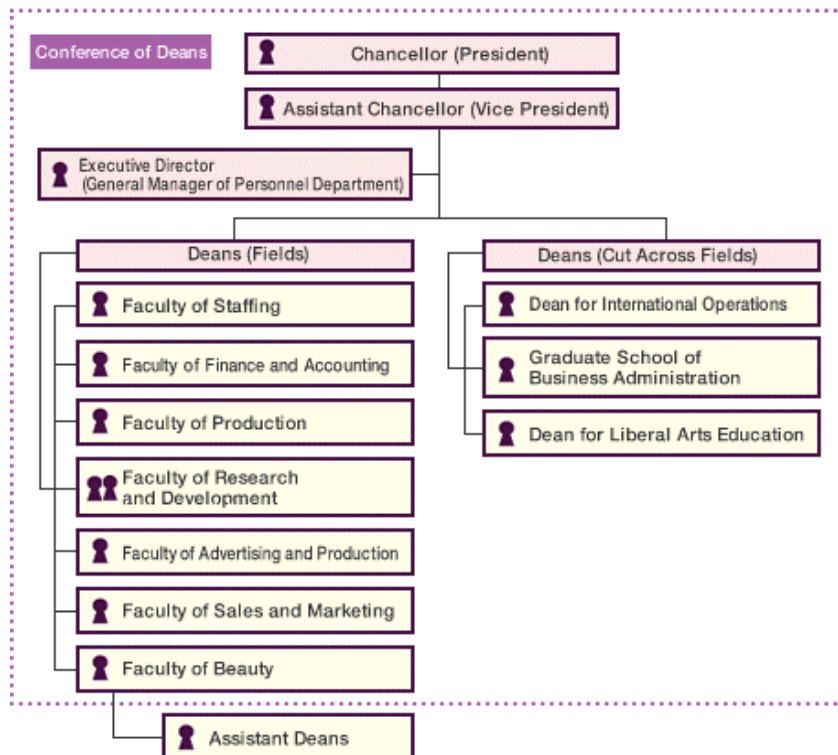 Conference of Deans
Chancellor (President)
Assistant Chancellor (Vice President)
Executive Director
(General Manager of Personnel Department)
Deans (Fields)
Faculty of Staffing
Faculty of Finance and Accounting
Faculty of Production
Faculty of Research
and Development
Faculty of Advertising and Production
Faculty of Sales and Marketing
Faculty of Beauty
Assistant Deans
Deans (Cut Across Fields)
Dean for International Operations
Graduate School of
Business Administration
Dean for Liberal Arts Education